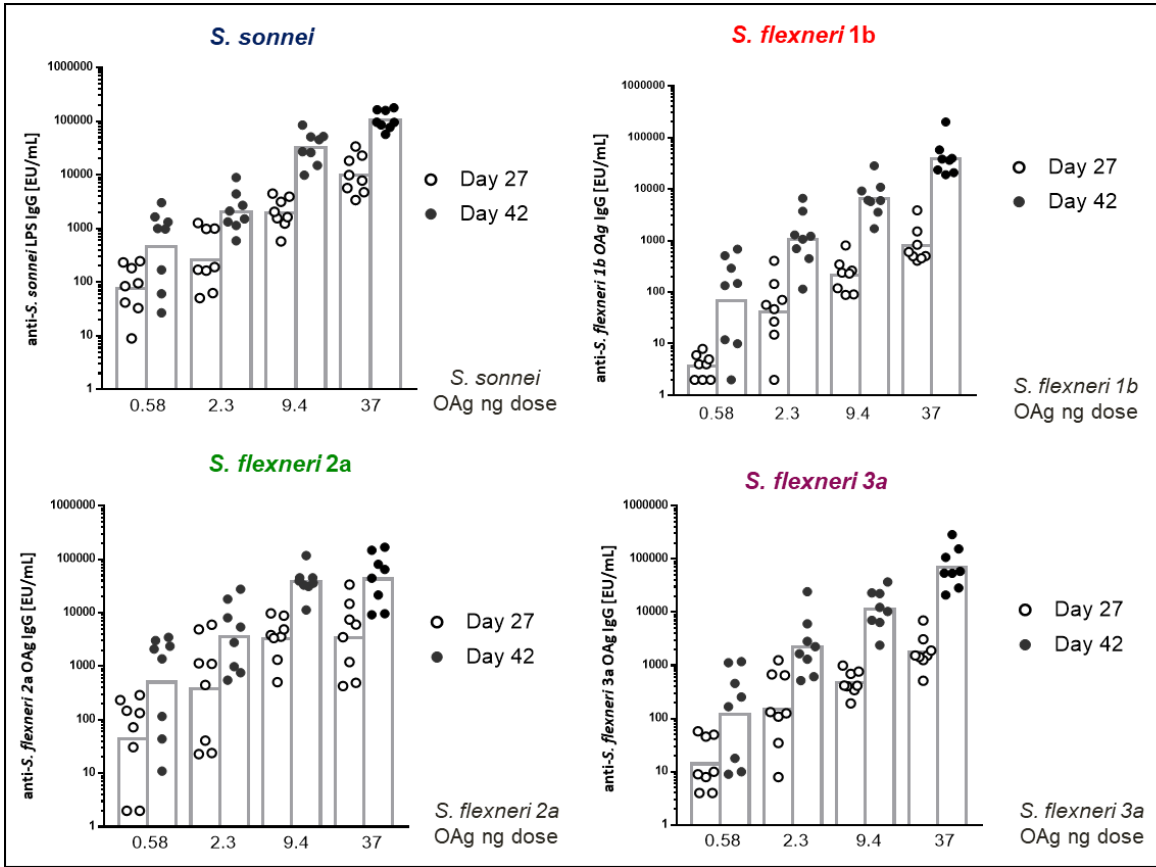 S. sonnei
anti-S. sonnei LPS IgG [EU/mL]
1000000
100000
10000
1000
100
10
1
0.58 2.3 9.4 37
Day 27
Day 42
S. sonnei
OAg ng dose
S. flexneri 1b
anti-S. flexneri 1b OAg IgG [EU/mL]
1000000
100000
10000
1000
100
10
1
0.58 2.3 9.4 37
Day 27
Day 42
S. flexneri 1b
OAg ng dose
S. flexneri 2a
anti-S. flexneri 2a OAg IgG [EU/mL]
1000000
100000
10000
1000
100
10
1
0.58 2.3 9.4 37
Day 27
Day 42
S. flexneri 2a
OAg ng dose
S. flexneri 3a
anti-S. flexneri 3a OAg IgG [EU/mL]
1000000
100000
10000
1000
100
10
1
0.58 2.3 9.4 37
Day 27
Day 42
S. flexneri 3a
OAg ng dose